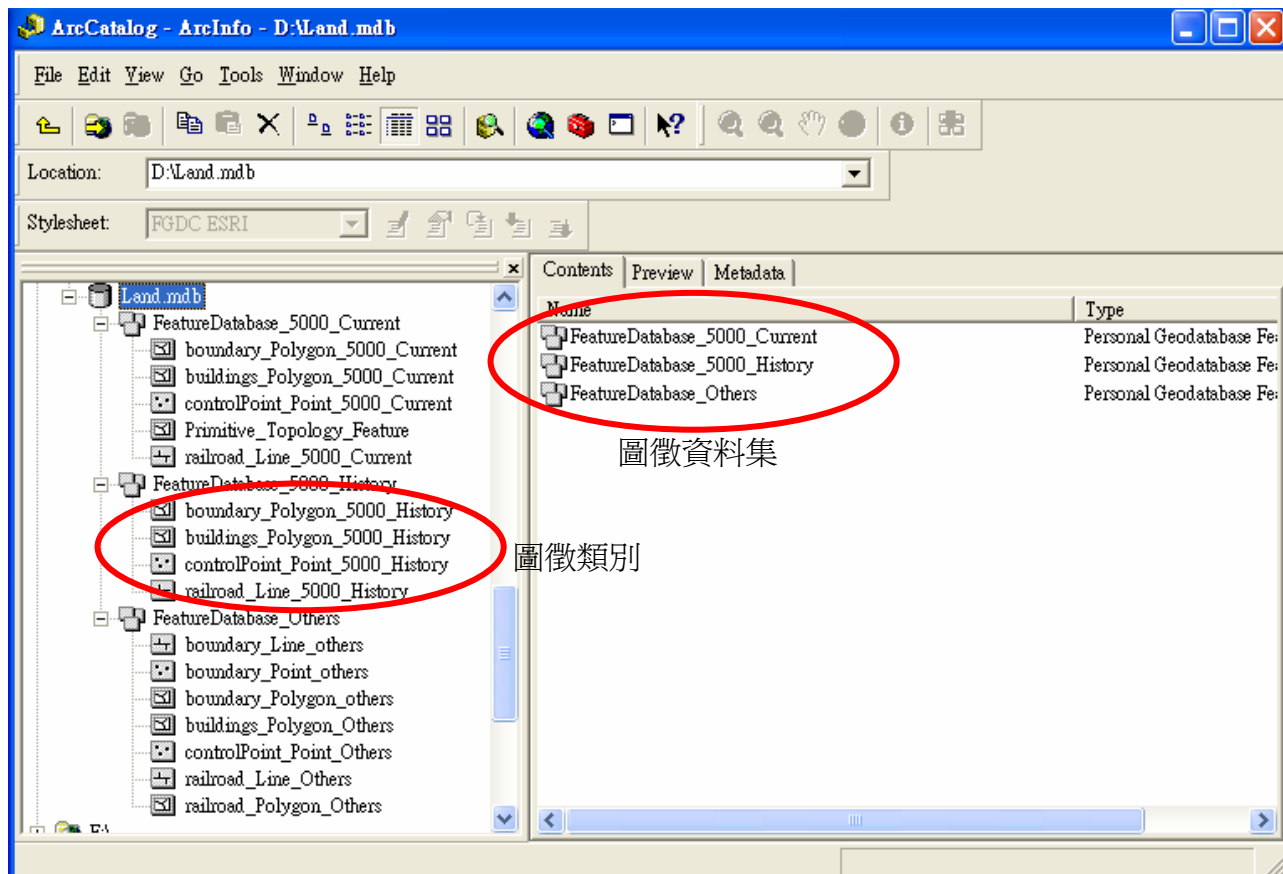 ArcCatalog - ArcInfo - D:\Land.mdb
File Edit View Go Tools Window Help
Location: D:\Land.mdb
Stylesheet: FGDC ESRI
Land.mdb
FeatureDatabase_5000_Current
boundary_Polygon_5000_Current
buildings_Polygon_5000_Current
controlPoint_Point_5000_Current
Primitive_Topology_Feature
railroad_Line_5000_Current
FeatureDatabase_5000_History
boundary_Polygon_5000_History
buildings_Polygon_5000_History
controlPoint_Point_5000_History
railroad_Line_5000_History
圖徵類別
FeatureDatabase_Others
boundary_Line_others
boundary_Point_others
boundary_Polygon_others
buildings_Polygon_Others
controlPoint_Point_Others
railroad_Line_Others
railroad_Polygon_Others
Contents Preview Metadata
Name Type
FeatureDatabase_5000_Current Personal Geodatabase Fe
FeatureDatabase_5000_History Personal Geodatabase Fe
FeatureDatabase_Others Personal Geodatabase Fe
圖徵資料集